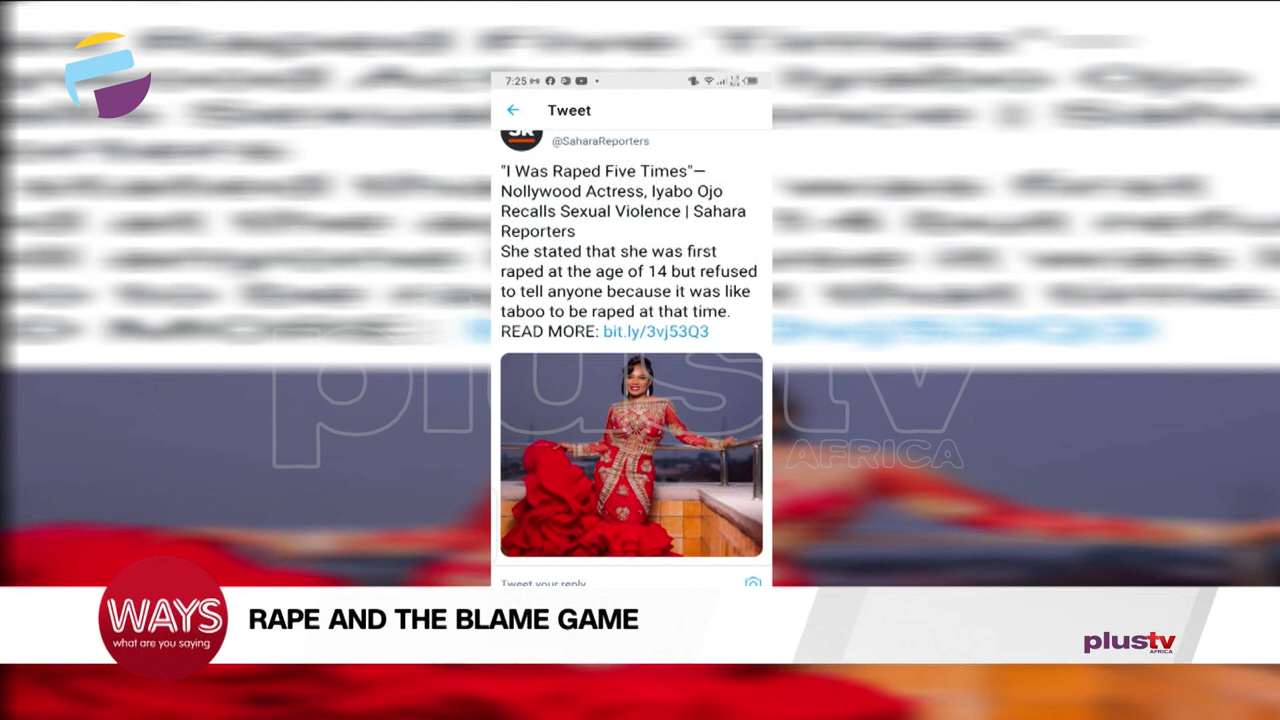 7:25
Tweet
SR
@SaharaReporters
"I Was Raped Five Times"—
Nollywood Actress, Iyabo Ojo
Recalls Sexual Violence | Sahara
Reporters
She stated that she was first
raped at the age of 14 but refused
to tell anyone because it was like
taboo to be raped at that time.
READ MORE: bit.ly/3vj53Q3
plustv
AFRICA
Tweet your reply
WAYS
what are you saying
RAPE AND THE BLAME GAME
plustv
AFRICA